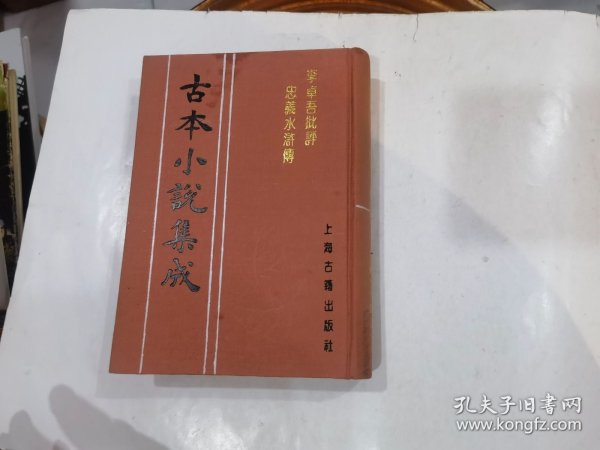 李卓吾批評
忠義水滸傳
古本小說集成
上海古籍出版社
孔夫子旧书网
www.kongfz.com